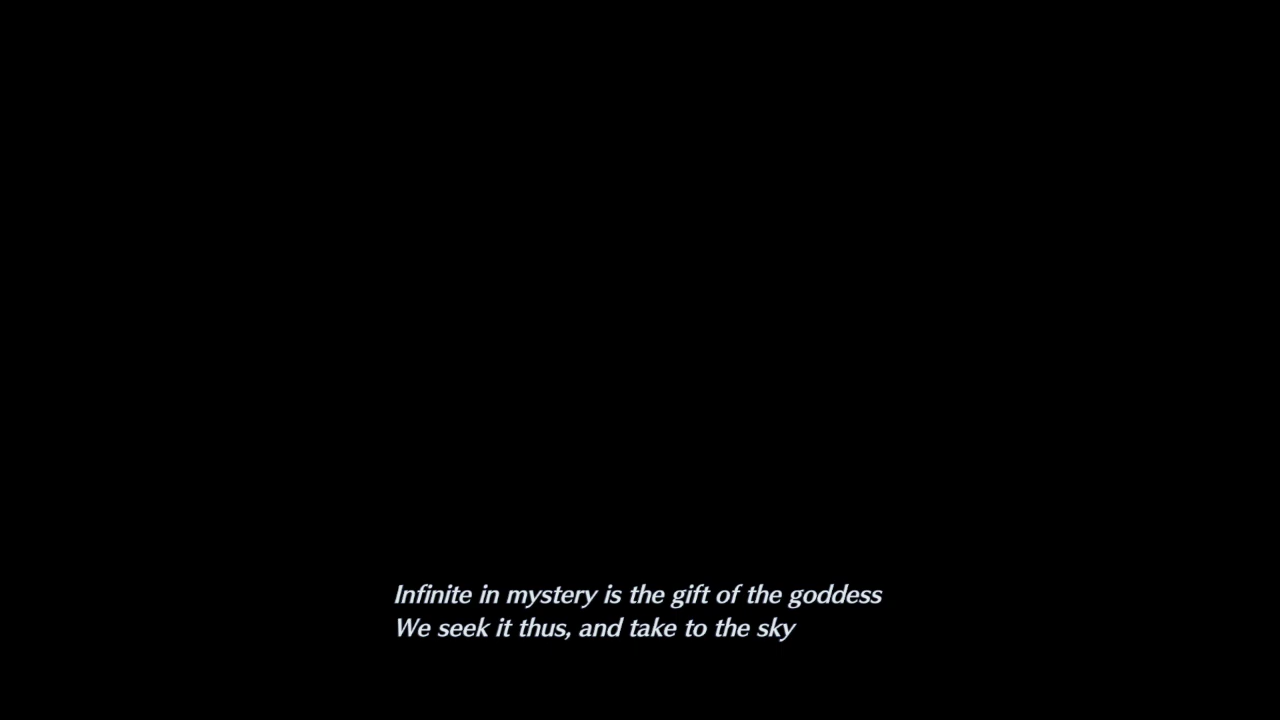 Infinite in mystery is the gift of the goddess
We seek it thus, and take to the sky